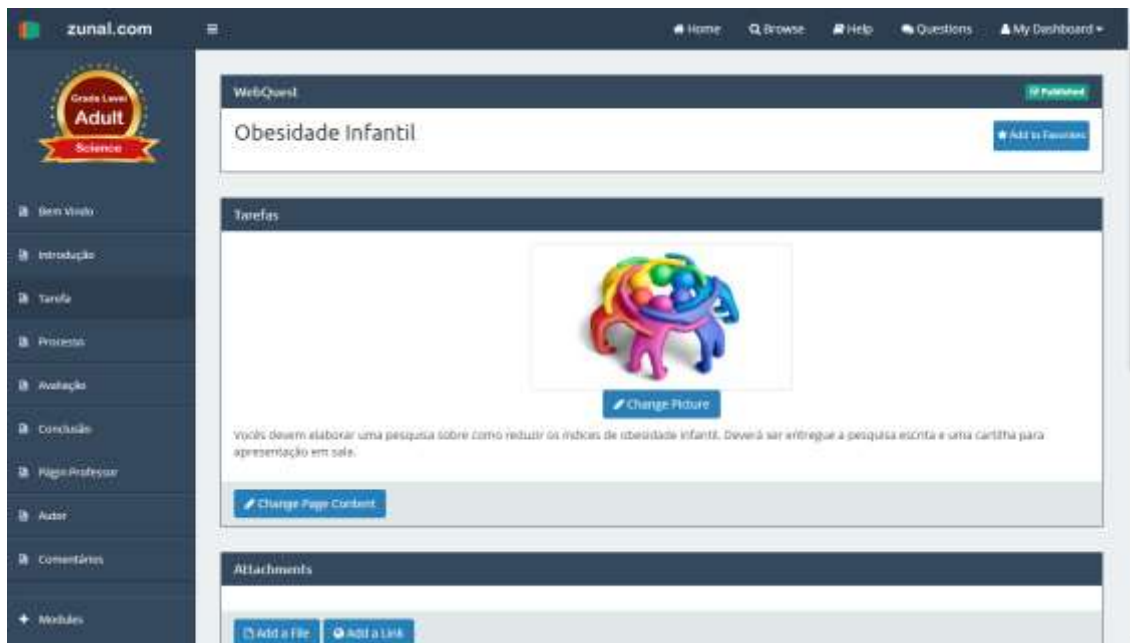 zunal.com
Home
Browse
Help
Questions
My Dashboard
Grade Level
Adult
Science
WebQuest
Published
Obesidade Infantil
Add to Favorites
Bem Vindo
Introdução
Tarefa
Processo
Avaliação
Conclusão
Página Professor
Autor
Comentários
Modules
Tarefas
Change Picture
Vocês devem elaborar uma pesquisa sobre como reduzir os índices de obesidade infantil. Deverá ser entregue a pesquisa escrita e uma cartilha para
apresentação em sala.
Change Page Content
Attachments
Add a File
Add a Link